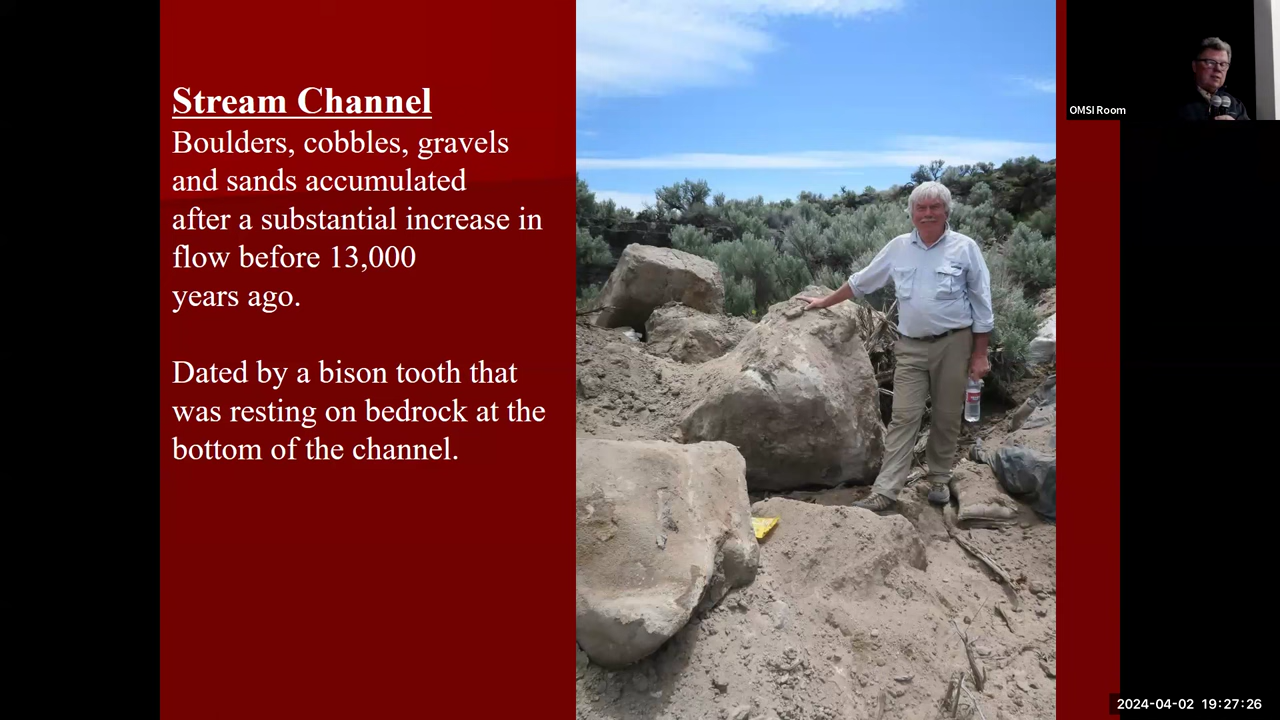 Stream Channel
Boulders, cobbles, gravels
and sands accumulated
after a substantial increase in
flow before 13,000
years ago.
Dated by a bison tooth that
was resting on bedrock at the
bottom of the channel.
OMSI Room
2024-04-02 19:27:26